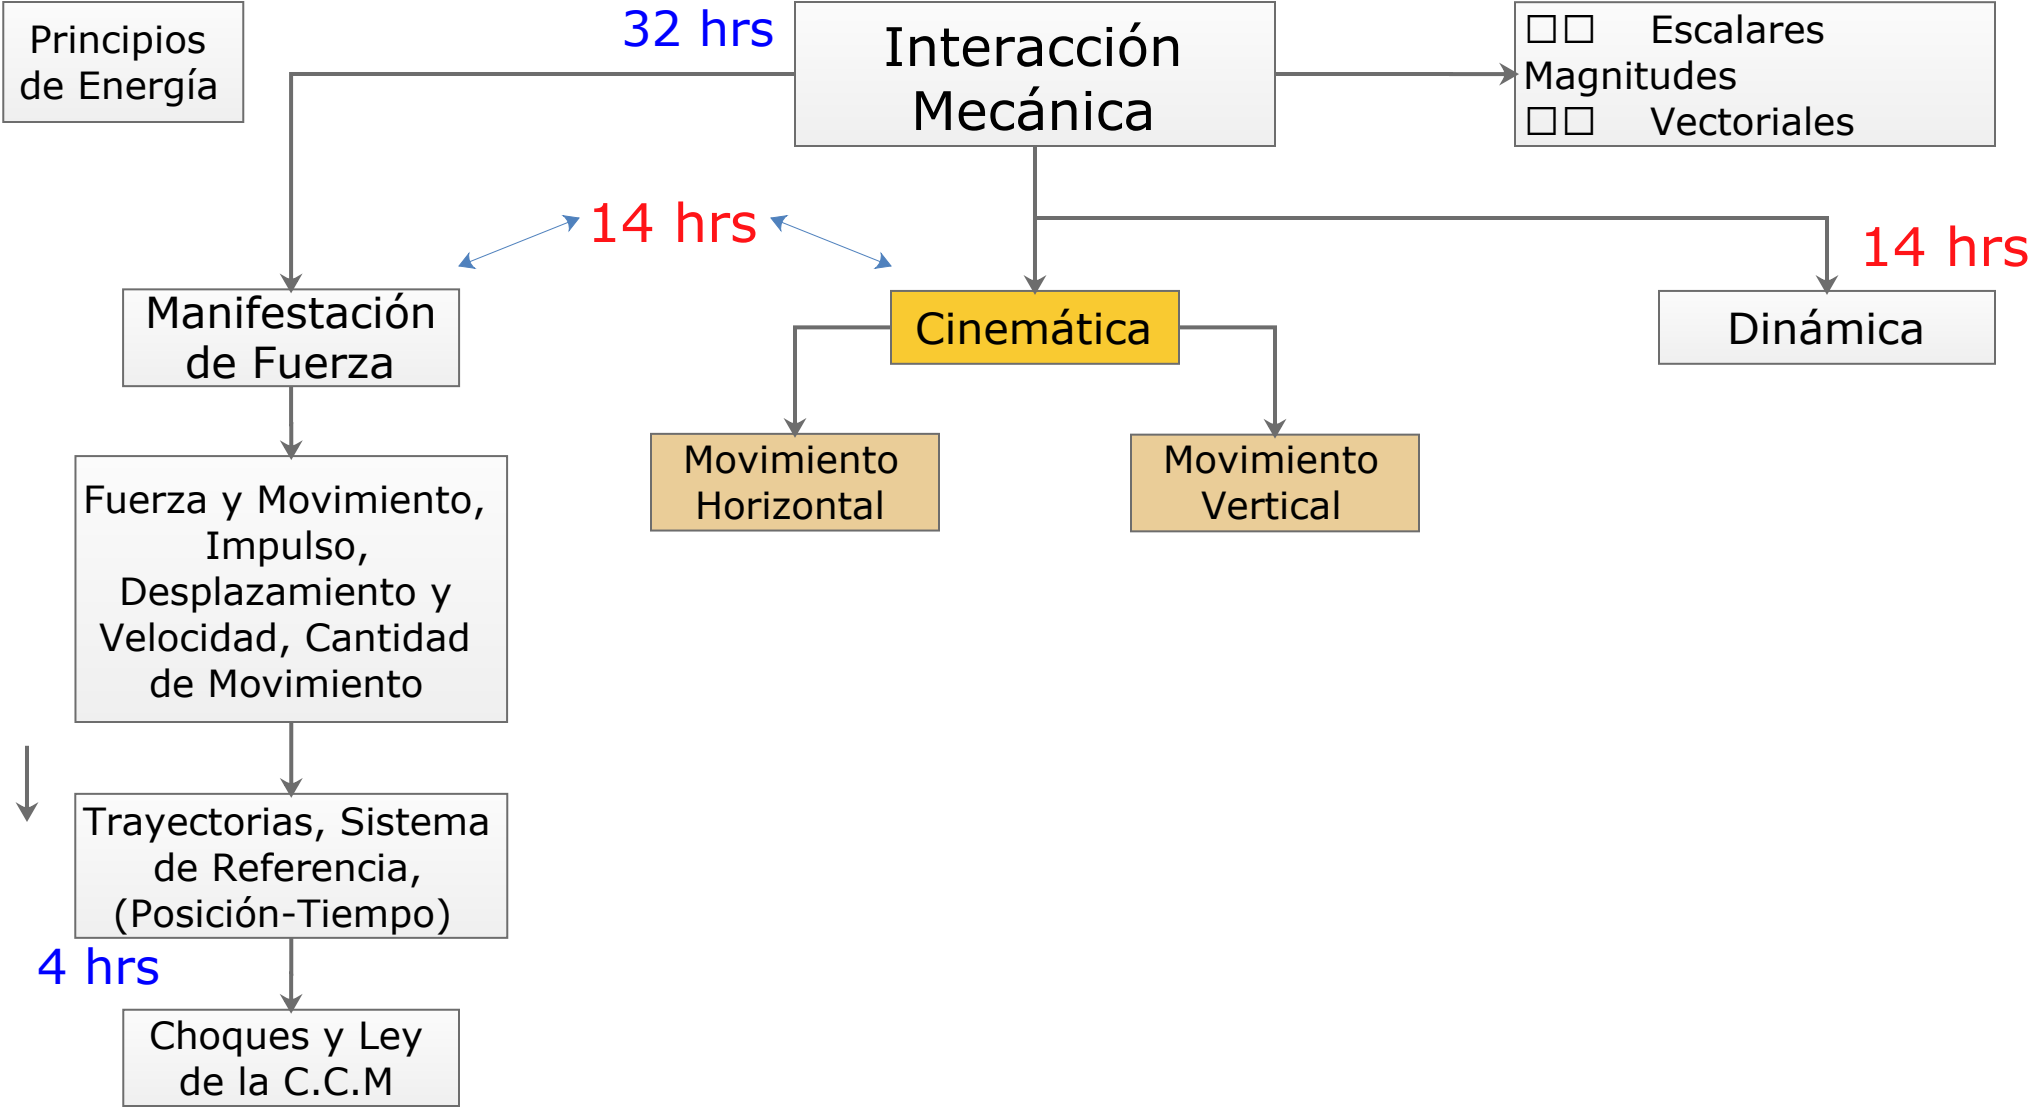 Principios
de Energía
32 hrs
Interacción
Mecánica
□□ Escalares
Magnitudes
□□ Vectoriales
14 hrs
14 hrs
Manifestación
de Fuerza
Cinemática
Dinámica
Movimiento
Horizontal
Movimiento
Vertical
Fuerza y Movimiento,
Impulso,
Desplazamiento y
Velocidad, Cantidad
de Movimiento
Trayectorias, Sistema
de Referencia,
(Posición-Tiempo)
4 hrs
Choques y Ley
de la C.C.M